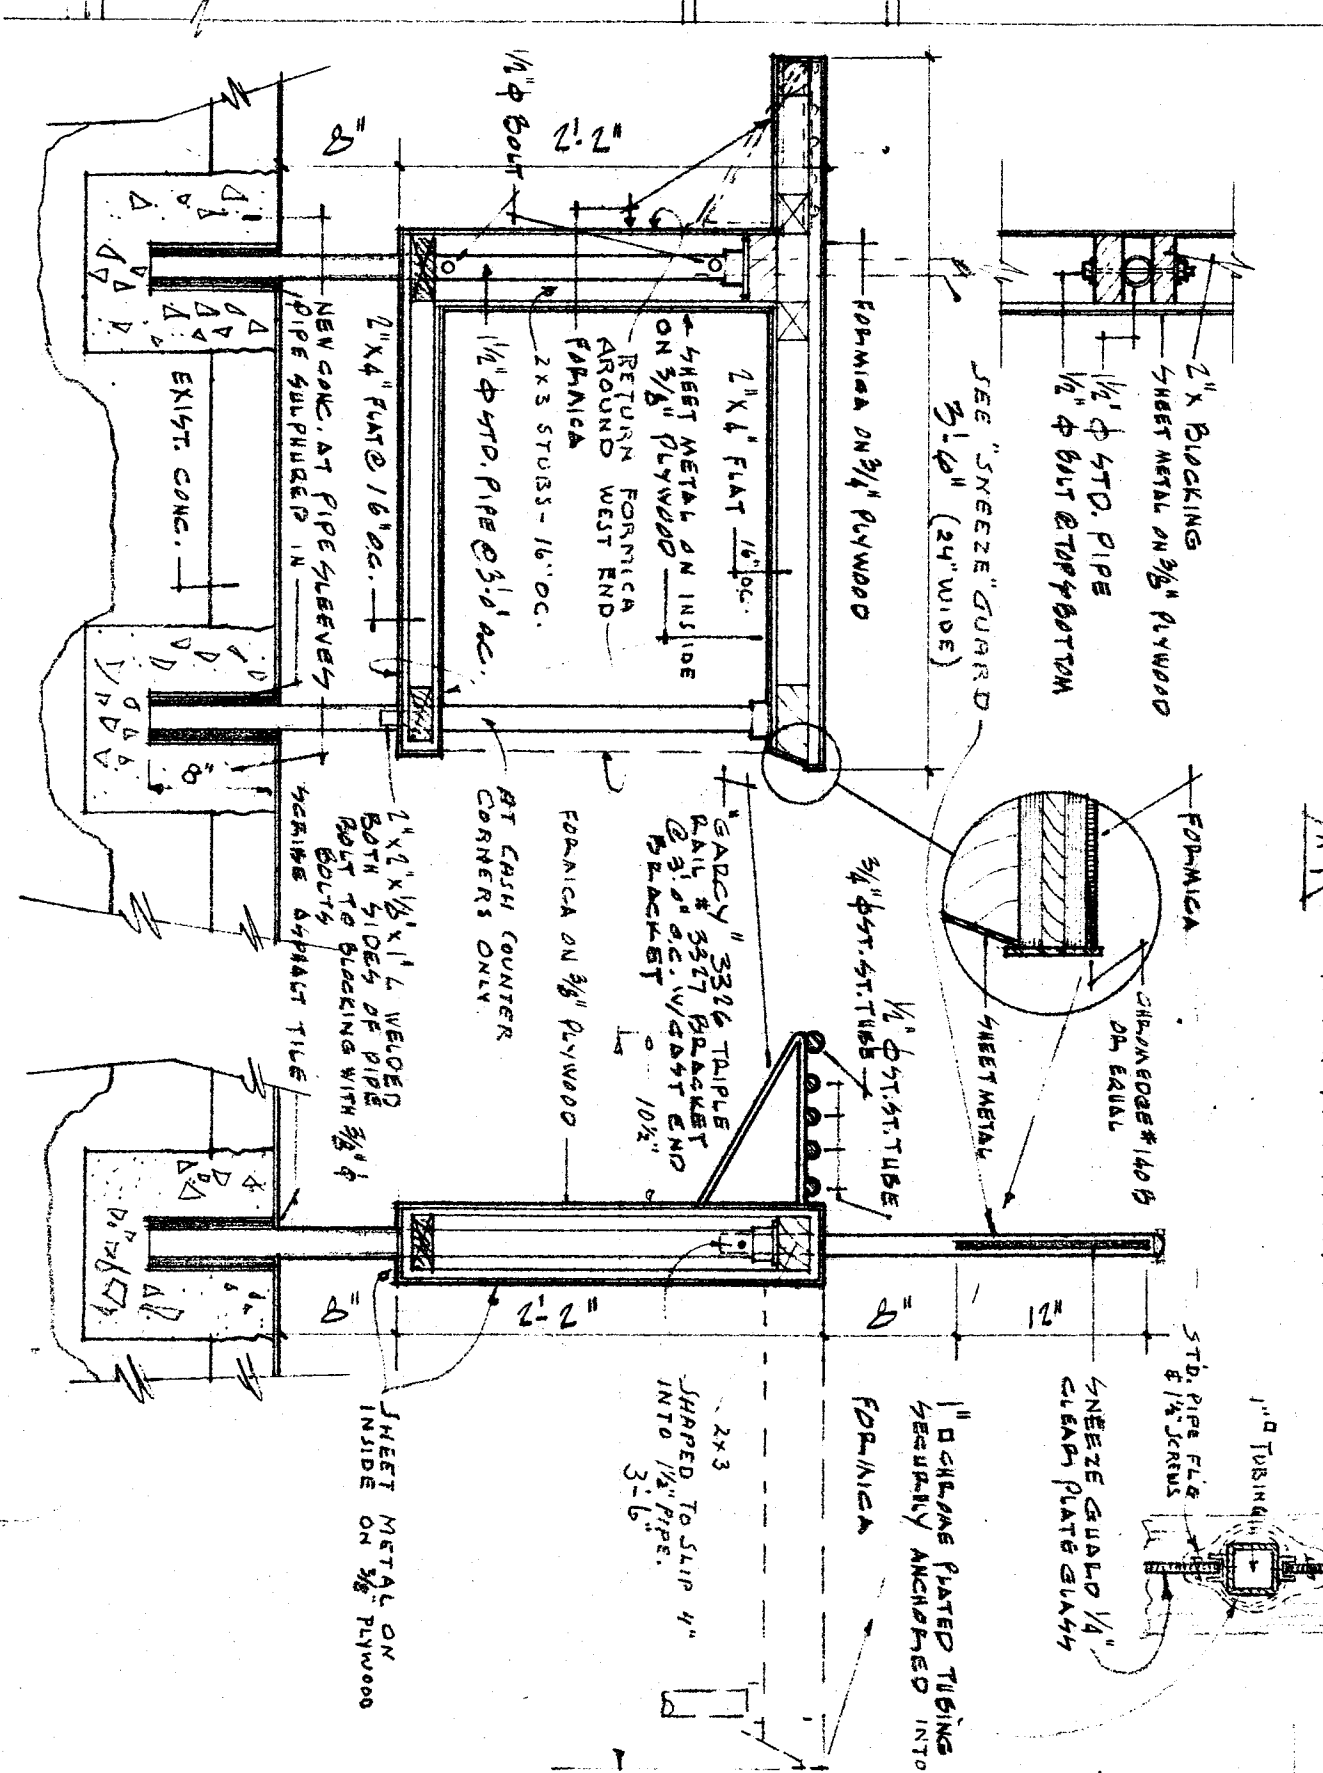 2" X BLOCKING
SHEET METAL ON 3/8" PLYWOOD
1 1/2" Φ STD. PIPE
1/2" Φ BOLT @ TOP & BOTTOM
SEE "SNEEZE" GUARD
3'-6" (24" WIDE)
FORMICA ON 3/4" PLYWOOD
2" X 4" FLAT 16" O.C.
SHEET METAL ON INSIDE
ON 3/8" PLYWOOD
RETURN FORMICA
AROUND WEST END
FORMICA
2 X 3 STUBS - 16" OC.
1 1/2" Φ STD. PIPE @ 3'-0" O.C.
2" X 4" FLAT @ 16" O.C.
NEW CONC. AT PIPE SLEEVES
PIPE SULPHURED IN
EXIST. CONC.
1/2" Φ BOLT
2'-2"
8"
8"
FORMICA
CHROMEDGE #140B
OR EQUAL
SHEET METAL
1/2" Φ ST. ST. TUBE
3/4" Φ ST. ST. TUBE
"GARCY" 3326 TRIPLE
RAIL # 3327 BRACKET
@ 3'-0" O.C. W/CAST END
BRACKET
10 1/2"
FORMICA ON 3/8" PLYWOOD
AT CASH COUNTER
CORNERS ONLY
2" X 2" X 1/8" X 1" L WELDED
BOTH SIDES OF PIPE
BOLT TO BLOCKING WITH 3/8" Φ
BOLTS
SCRIBE ASPHALT TILE
1" □ TUBING
STD. PIPE FL'G
& 1 1/4" SCREWS
SNEEZE GUARD 1/4"
CLEAR PLATE GLASS
1" □ CHROME PLATED TUBING
SECURELY ANCHORED INTO
FORMICA
12"
8"
2'-2"
8"
2x3
SHAPED TO SLIP 4"
INTO 1 1/2" PIPE.
3'-6"
SHEET METAL ON
INSIDE ON 3/8" PLYWOOD